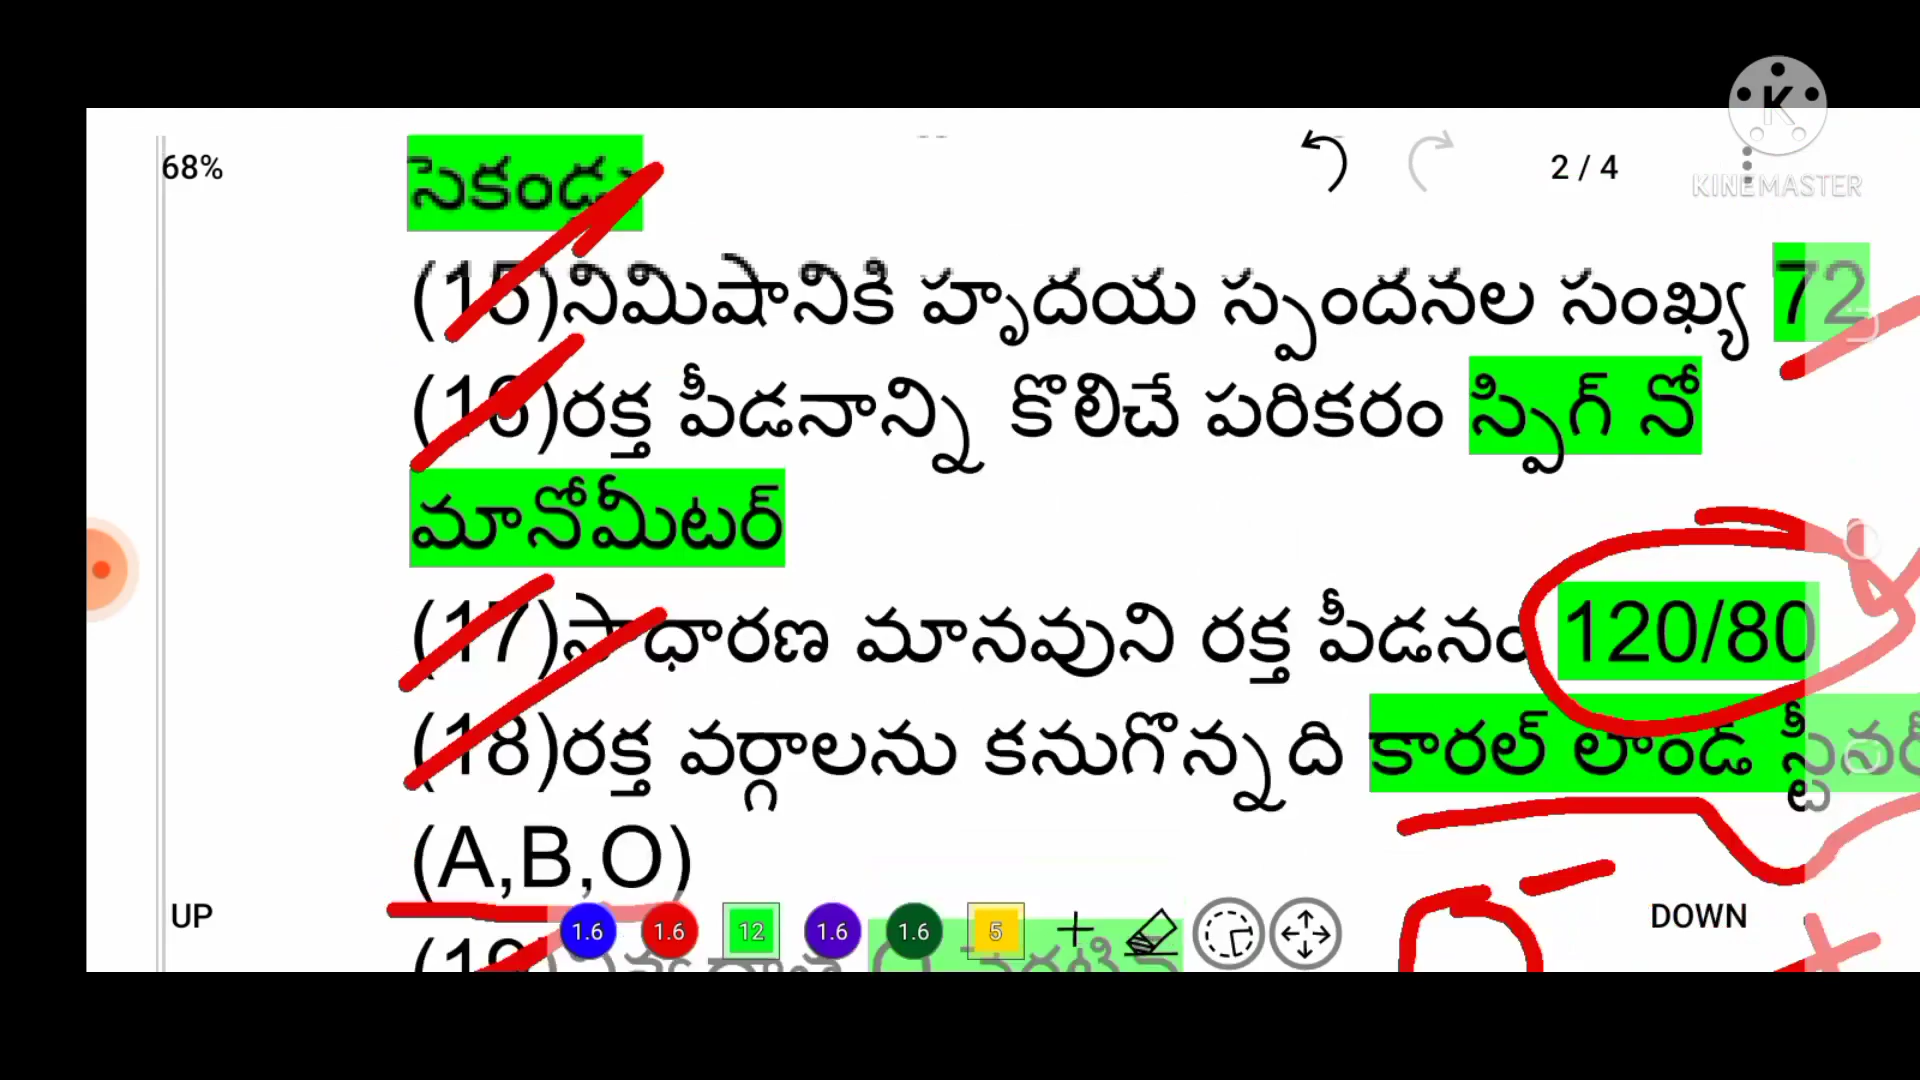 68%
సెకండు
2 / 4
KINEMASTER
(15)నిమిషానికి హృదయ స్పందనల సంఖ్య 72
(16)రక్త పీడనాన్ని కొలిచే పరికరం స్పిగ్ నో
మానోమీటర్
(17)సాధారణ మానవుని రక్త పీడనం 120/80
(18)రక్త వర్గాలను కనుగొన్నది కారల్ లాండ్
(A,B,O)
UP
1.6 1.6 12 1.6 1.6 5
DOWN
(19)